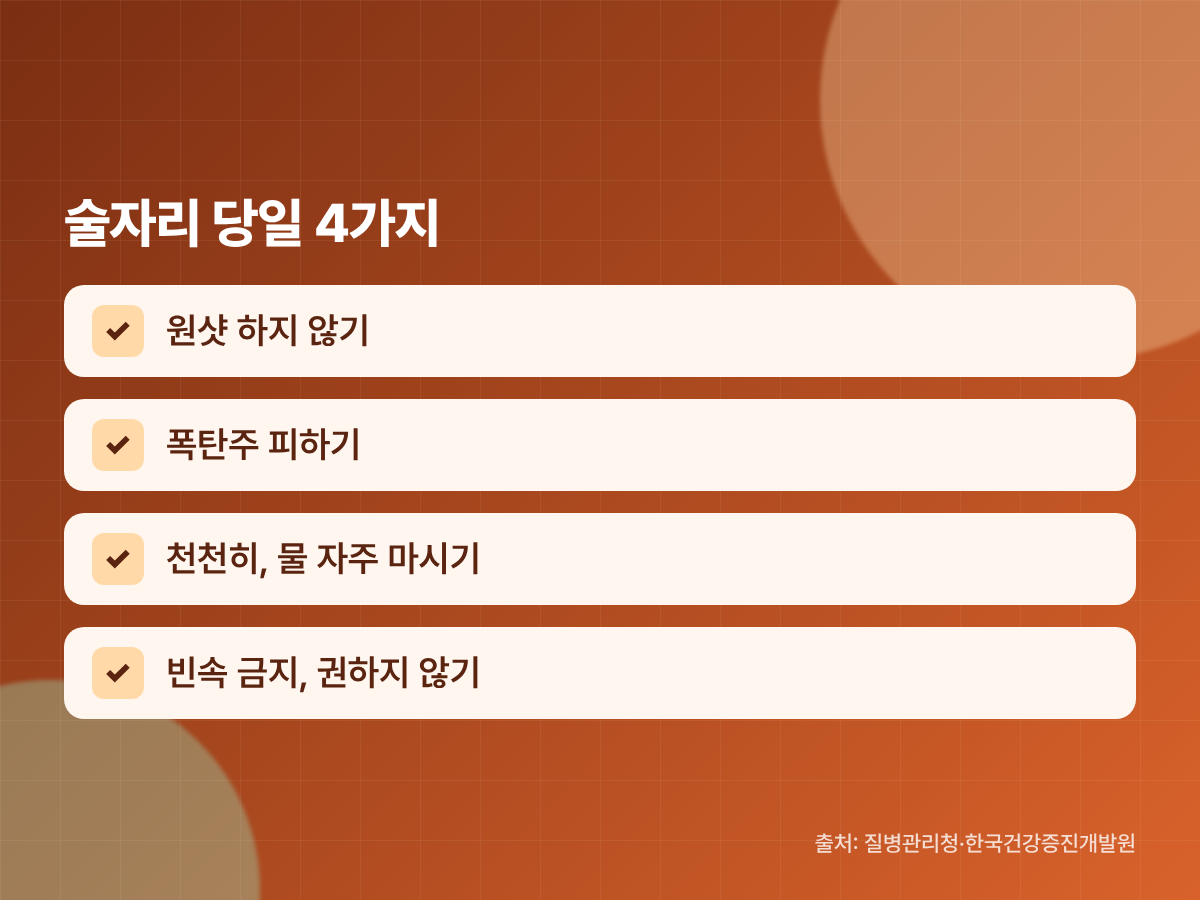 술자리 당일 4가지
원샷 하지 않기
폭탄주 피하기
천천히, 물 자주 마시기
빈속 금지, 권하지 않기
출처: 질병관리청·한국건강증진개발원